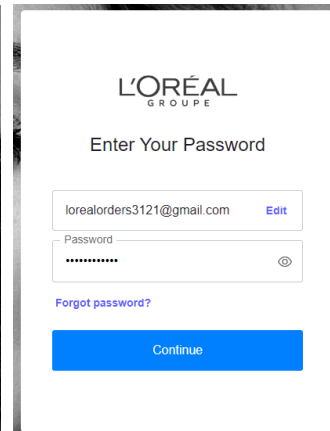 L'ORÉAL
GROUPE
Enter Your Password
lorealorders3121@gmail.com Edit
Password
••••••••••••
Forgot password?
Continue